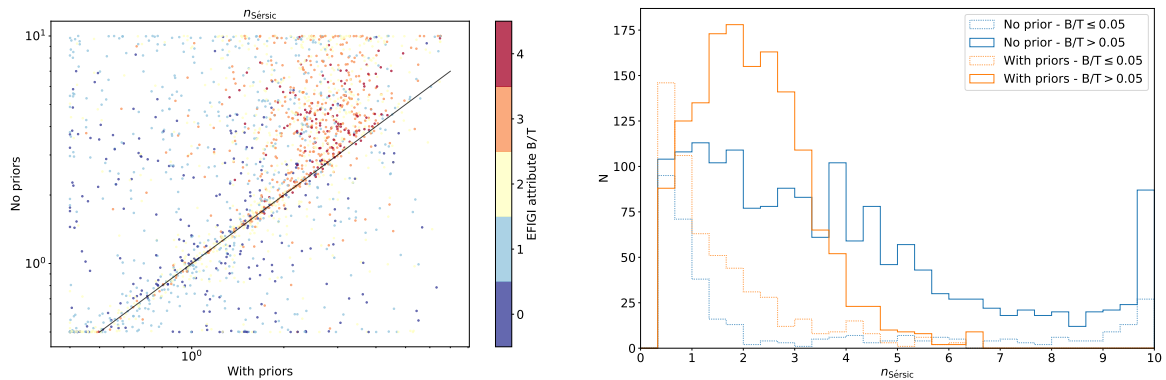 n_Sérsic
10^1
10^0
No priors
10^0
With priors
4
3
2
1
0
EFIGI attribute B/T
175
150
125
100
75
50
25
0
N
0
1
2
3
4
5
6
7
8
9
10
n_Sérsic
No prior - B/T ≤ 0.05
No prior - B/T > 0.05
With priors - B/T ≤ 0.05
With priors - B/T > 0.05